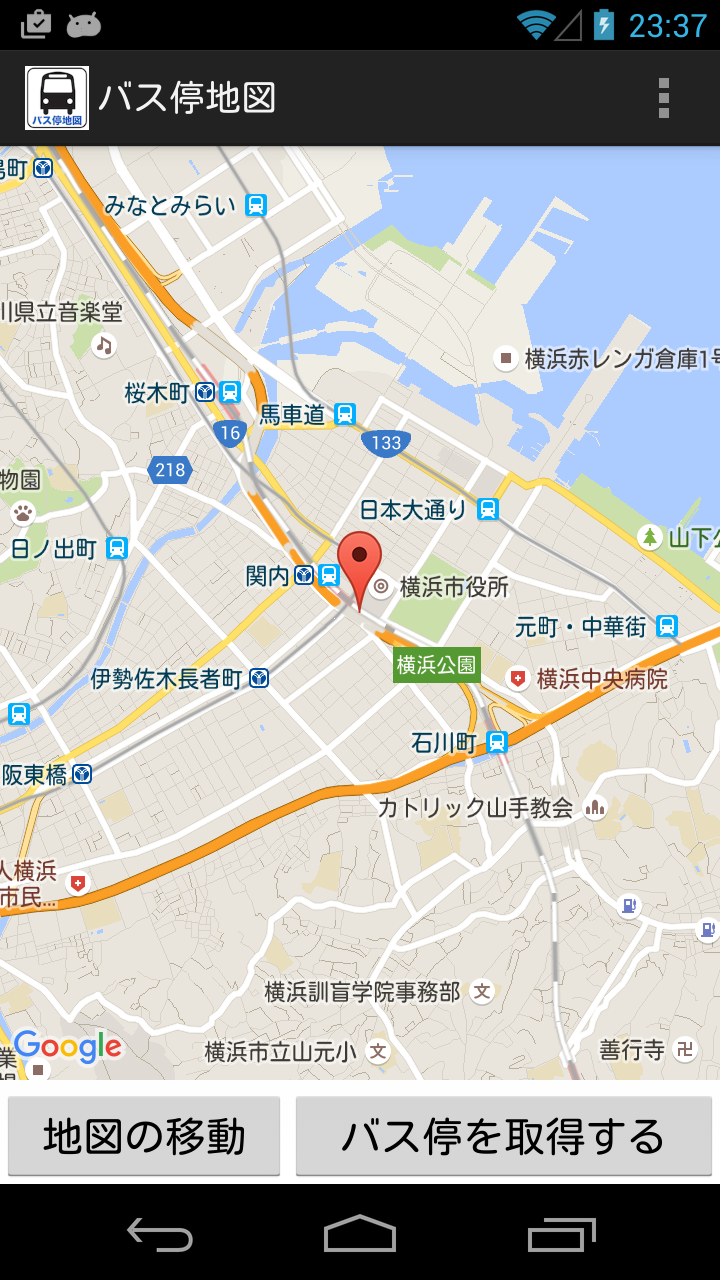 23:37
バス停地図
バス停地図
みなとみらい
川県立音楽堂
横浜赤レンガ倉庫1号
桜木町
馬車道
16
133
218
物園
日本大通り
山下公
日ノ出町
関内
横浜市役所
元町・中華街
横浜公園
伊勢佐木長者町
横浜中央病院
石川町
阪東橋
カトリック山手教会
人横浜
市民...
横浜訓盲学院事務部
文
Google
横浜市立山元小
文
善行寺
卍
地図の移動
バス停を取得する